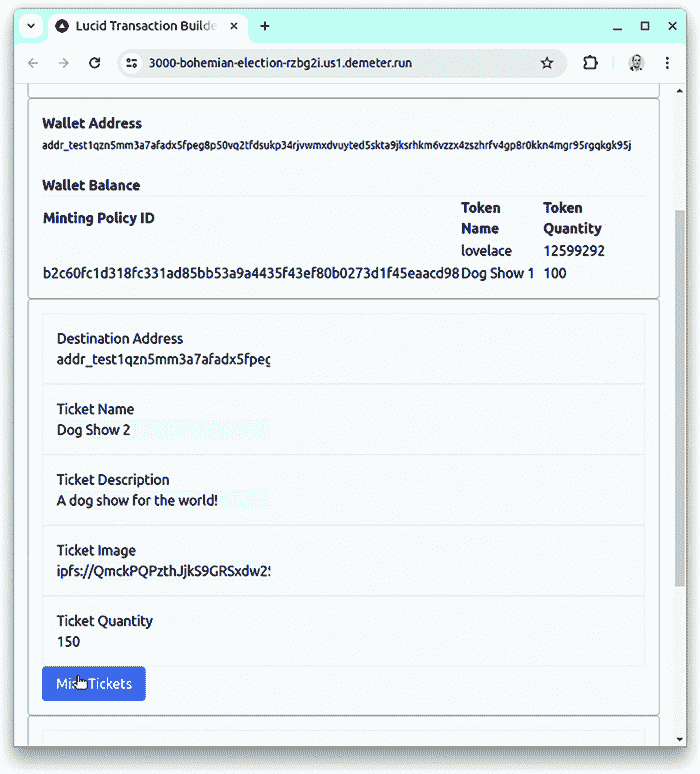 Lucid Transaction Builde
3000-bohemian-election-rzbg2i.us1.demeter.run
Wallet Address
addr_test1qzn5mm3a7afadx5fpeg8p50vq2tfdsukp34rjvwmxdvuyted5skta9jksrhkm6vzzx4zszhrfv4gp8r0kkn4mgr95rgqkgk95j
Wallet Balance
Minting Policy ID Token Name Token Quantity
lovelace 12599292
b2c60fc1d318fc331ad85bb53a9a4435f43ef80b0273d1f45eaacd98 Dog Show 1 100
Destination Address
addr_test1qzn5mm3a7afadx5fpeg
Ticket Name
Dog Show 2
Ticket Description
A dog show for the world!
Ticket Image
ipfs://QmckPQPzthJjkS9GRSxdw2S
Ticket Quantity
150
Tickets